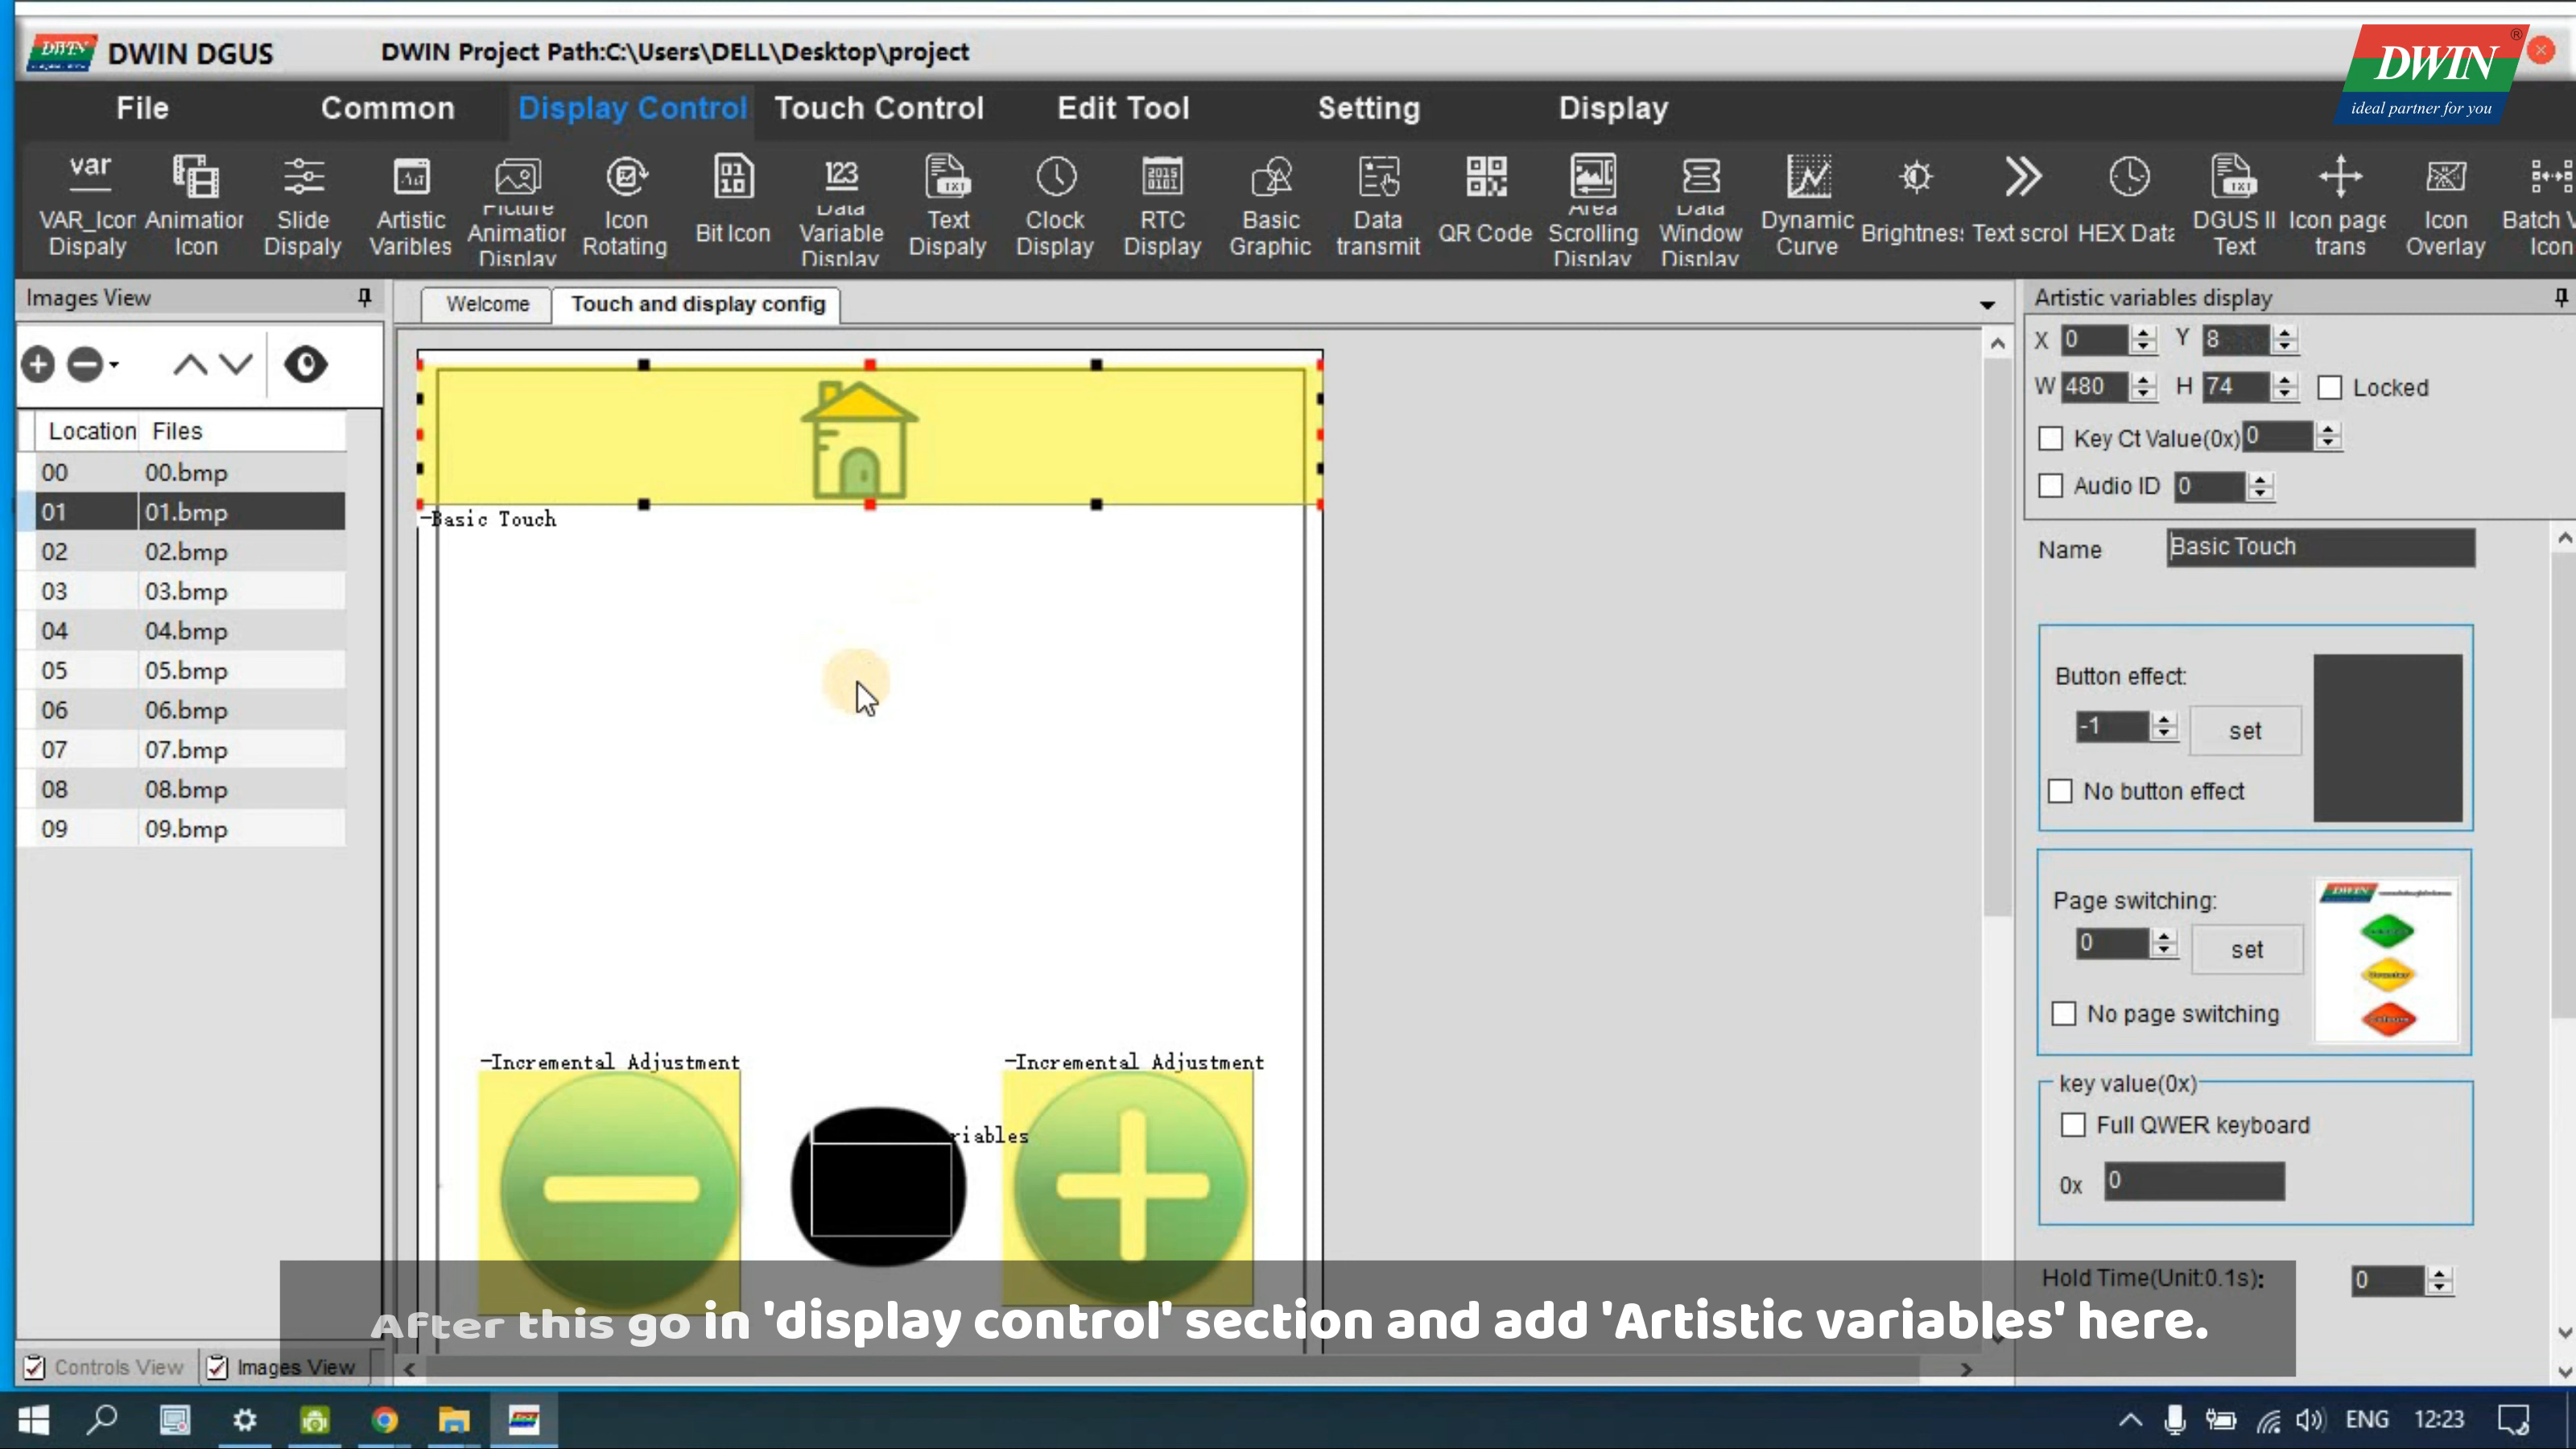 DWIN DGUS
DWIN Project Path:C:\Users\DELL\Desktop\project
DWIN
ideal partner for you
File Common Display Control Touch Control Edit Tool Setting Display
VAR_Icon Dispaly
Animation Icon
Slide Dispaly
Artistic Varibles
Picture Animation Display
Icon Rotating
Bit Icon
Data Variable Display
Text Dispaly
Clock Display
RTC Display
Basic Graphic
Data transmit
QR Code
Area Scrolling Display
Data Window Display
Dynamic Curve
Brightness
Text scrol
HEX Data
DGUS II Text
Icon page trans
Icon Overlay
Batch V Icon
Images View
Welcome
Touch and display config
Artistic variables display
X 0 Y 8
W 480 H 74 Locked
Key Ct Value(0x) 0
Audio ID 0
Location Files
00 00.bmp
01 01.bmp
02 02.bmp
03 03.bmp
04 04.bmp
05 05.bmp
06 06.bmp
07 07.bmp
08 08.bmp
09 09.bmp
-Basic Touch
-Incremental Adjustment
-Incremental Adjustment
riables
Name Basic Touch
Button effect:
-1 set
No button effect
Page switching:
0 set
No page switching
key value(0x)
Full QWER keyboard
0x 0
Hold Time(Unit:0.1s): 0
After this go in 'display control' section and add 'Artistic variables' here.
Controls View Images View
ENG 12:23